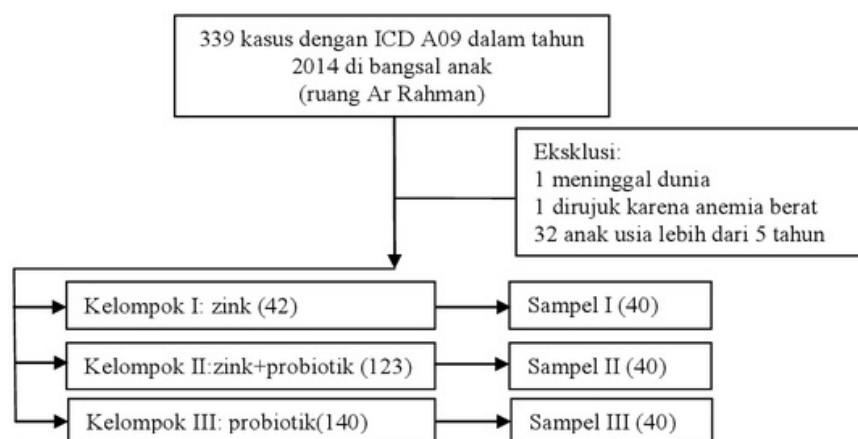 339 kasus dengan ICD A09 dalam tahun
2014 di bangsal anak
(ruang Ar Rahman)
Eksklusi:
1 meninggal dunia
1 dirujuk karena anemia berat
32 anak usia lebih dari 5 tahun
Kelompok I: zink (42)
Sampel I (40)
Kelompok II:zink+probiotik (123)
Sampel II (40)
Kelompok III: probiotik(140)
Sampel III (40)